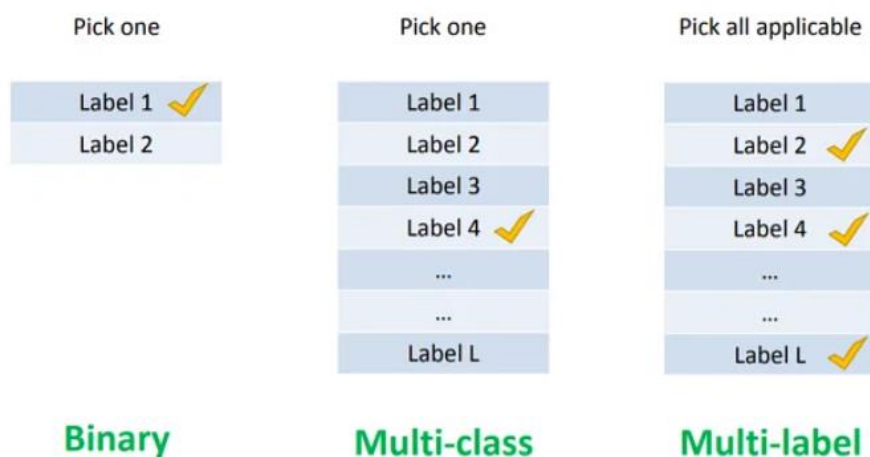 Pick one
Label 1
Label 2
Binary
Pick one
Label 1
Label 2
Label 3
Label 4
...
...
Label L
Multi-class
Pick all applicable
Label 1
Label 2
Label 3
Label 4
...
...
Label L
Multi-label